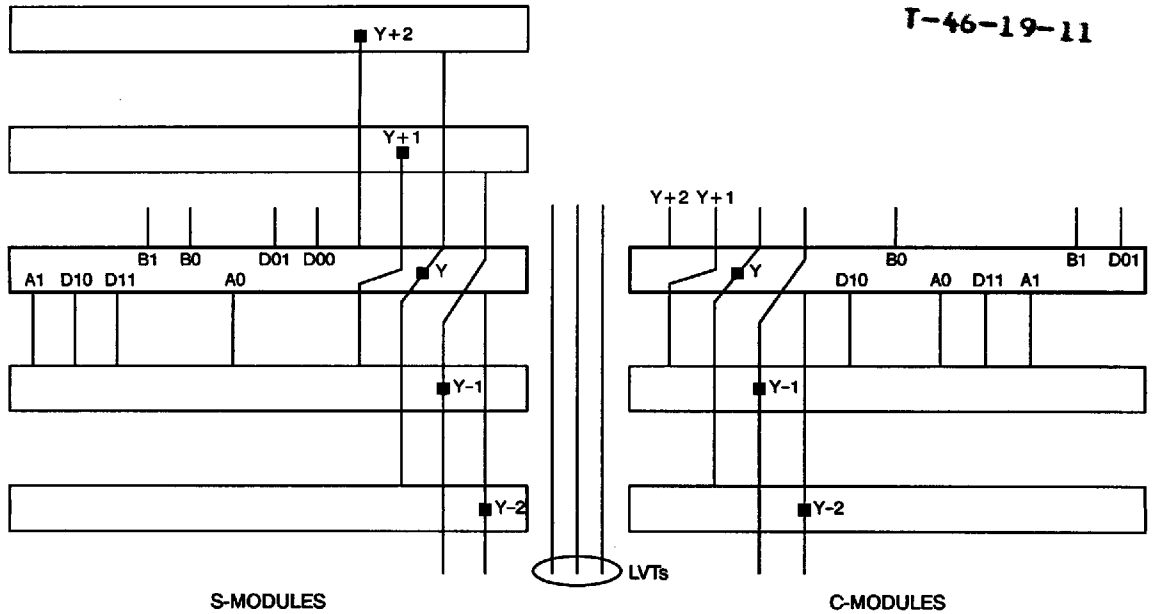 T-46-19-11
Y+2
Y+1
Y+2 Y+1
B1 B0 D01 D00
Y
A1 D10 D11 A0
B0 B1 D01
Y
D10 A0 D11 A1
Y-1
Y-1
Y-2
Y-2
LVTs
S-MODULES
C-MODULES